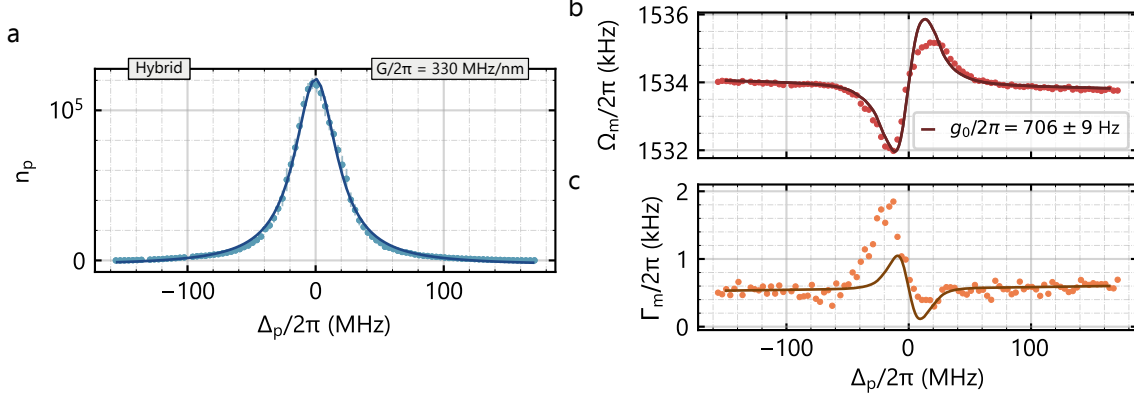 a
Hybrid
G/2π = 330 MHz/nm
10⁵
0
n_p
−100 0 100
Δ_p/2π (MHz)
b
1536
1534
1532
Ω_m/2π (kHz)
g₀/2π = 706 ± 9 Hz
c
2
1
0
Γ_m/2π (kHz)
−100 0 100
Δ_p/2π (MHz)